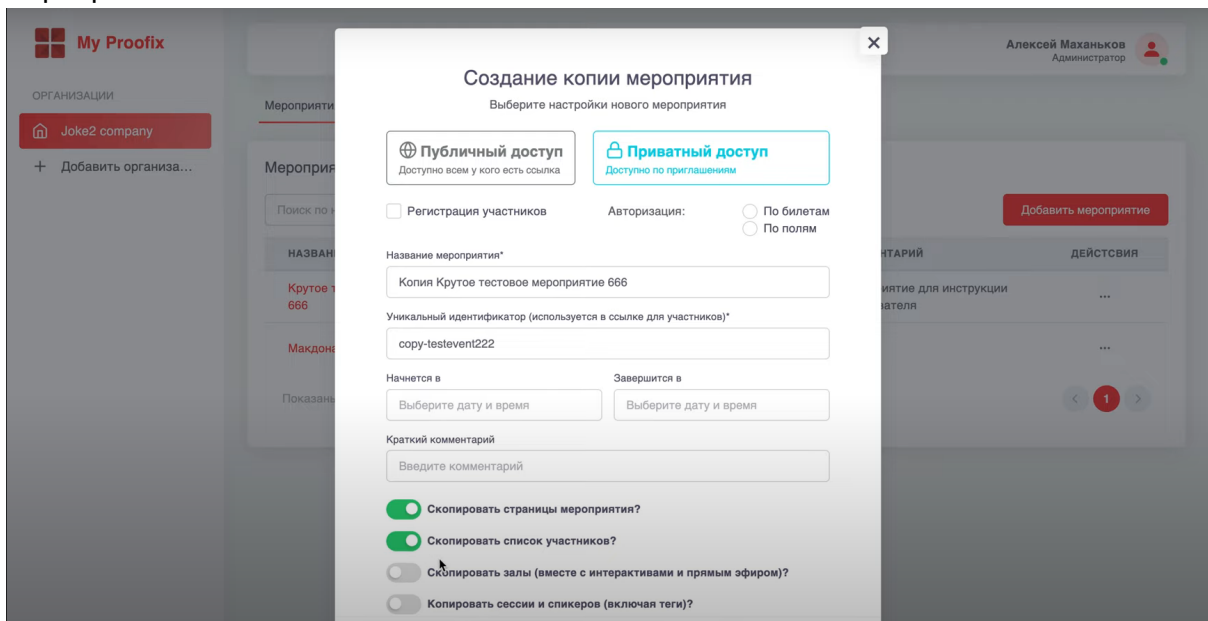 My Proofix
Алексей Маханьков
Администратор
ОРГАНИЗАЦИИ
Joke2 company
+ Добавить организа...
Мероприяти
Мероприя
Поиск по
Добавить мероприятие
НАЗВАН
НТАРИЙ
ДЕЙСТСВИЯ
Крутое
666
иятие для инструкции
вателя
...
Макдона
...
Показаны
1
Создание копии мероприятия
Выберите настройки нового мероприятия
Публичный доступ
Доступно всем у кого есть ссылка
Приватный доступ
Доступно по приглашениям
Регистрация участников
Авторизация:
По билетам
По полям
Название мероприятия*
Копия Крутое тестовое мероприятие 666
Уникальный идентификатор (используется в ссылке для участников)*
copy-testevent222
Начнется в
Завершится в
Выберите дату и время
Выберите дату и время
Краткий комментарий
Введите комментарий
Скопировать страницы мероприятия?
Скопировать список участников?
Скопировать залы (вместе с интерактивами и прямым эфиром)?
Копировать сессии и спикеров (включая теги)?